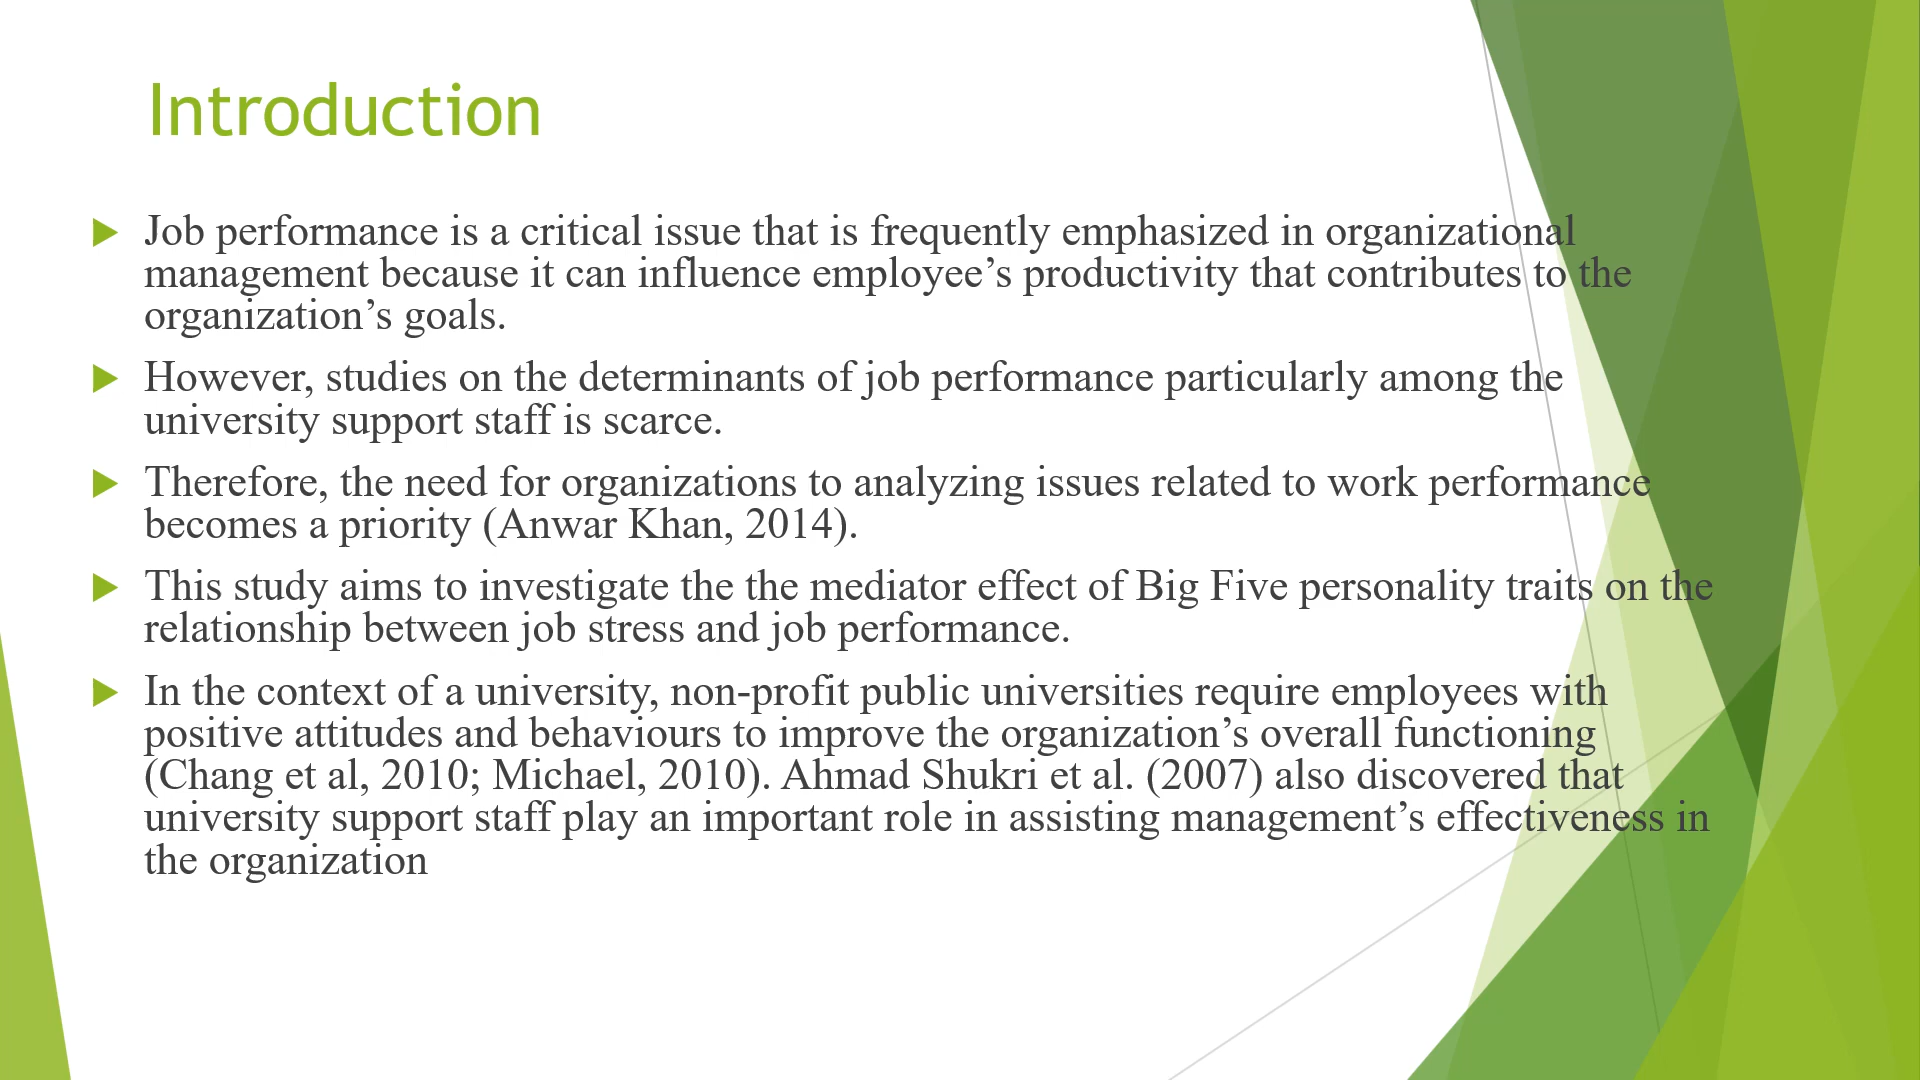 Introduction
Job performance is a critical issue that is frequently emphasized in organizational
management because it can influence employee’s productivity that contributes to the
organization’s goals.
However, studies on the determinants of job performance particularly among the
university support staff is scarce.
Therefore, the need for organizations to analyzing issues related to work performance
becomes a priority (Anwar Khan, 2014).
This study aims to investigate the the mediator effect of Big Five personality traits on the
relationship between job stress and job performance.
In the context of a university, non-profit public universities require employees with
positive attitudes and behaviours to improve the organization’s overall functioning
(Chang et al, 2010; Michael, 2010). Ahmad Shukri et al. (2007) also discovered that
university support staff play an important role in assisting management’s effectiveness in
the organization